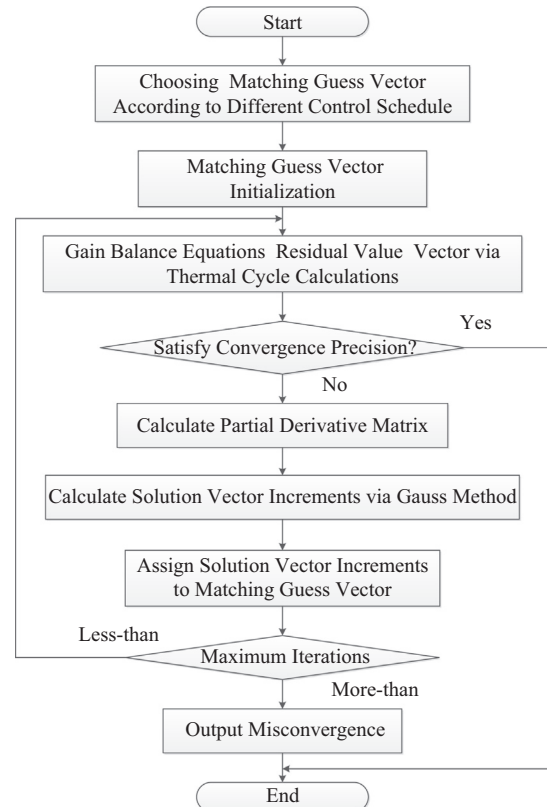 Start
Choosing Matching Guess Vector
According to Different Control Schedule
Matching Guess Vector
Initialization
Gain Balance Equations Residual Value Vector via
Thermal Cycle Calculations
Yes
Satisfy Convergence Precision?
No
Calculate Partial Derivative Matrix
Calculate Solution Vector Increments via Gauss Method
Assign Solution Vector Increments
to Matching Guess Vector
Less-than
Maximum Iterations
More-than
Output Misconvergence
End